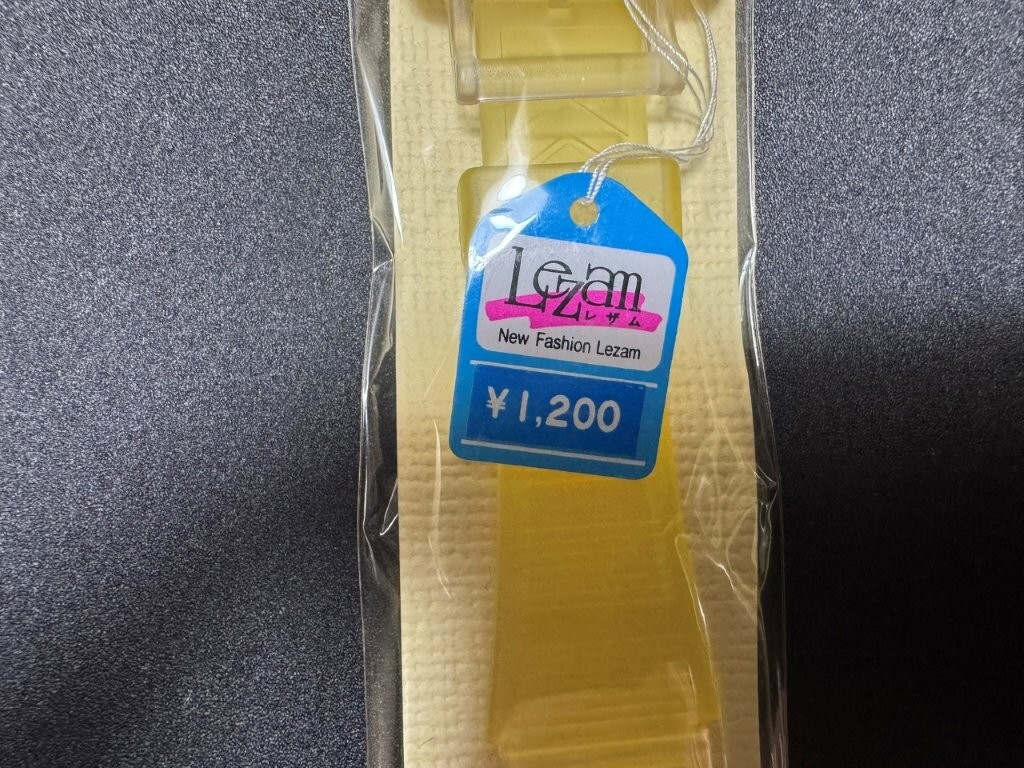 Lezam
レザム
New Fashion Lezam
¥1,200